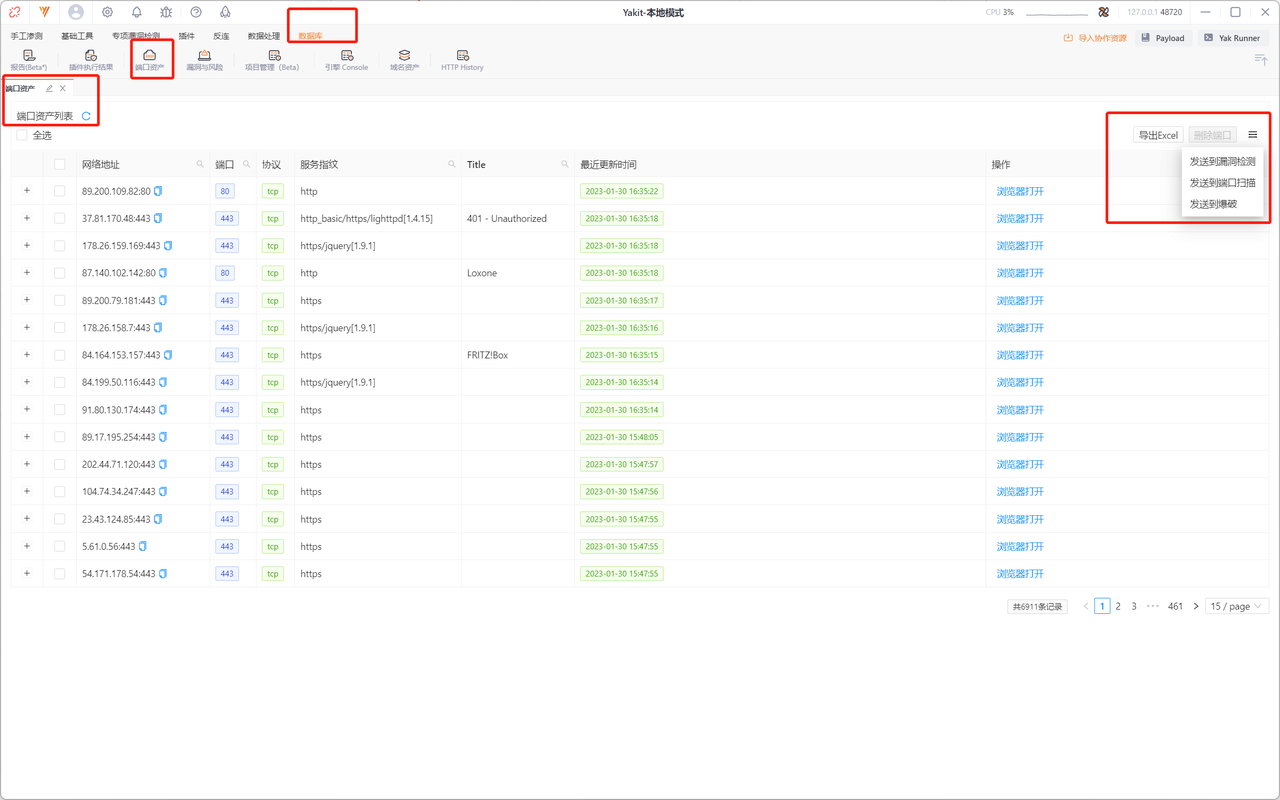 Yakit-本地模式
CPU 3%
127.0.0.1 48720
手工渗透 基础工具 专项漏洞检测 插件 反连 数据处理 数据库
导入协作资源 Payload Yak Runner
报告(Beta*) 插件执行结果 端口资产 漏洞与风险 项目管理（Beta） 引擎 Console 域名资产 HTTP History
端口资产
端口资产列表
全选
导出Excel 删除端口
发送到漏洞检测
发送到端口扫描
发送到爆破
网络地址 端口 协议 服务指纹 Title 最近更新时间 操作
+ 89.200.109.82:80 80 tcp http 2023-01-30 16:35:22 浏览器打开
+ 37.81.170.48:443 443 tcp http_basic/https/lighttpd[1.4.15] 401 - Unauthorized 2023-01-30 16:35:18 浏览器打开
+ 178.26.159.169:443 443 tcp https/jquery[1.9.1] 2023-01-30 16:35:18 浏览器打开
+ 87.140.102.142:80 80 tcp http Loxone 2023-01-30 16:35:18 浏览器打开
+ 89.200.79.181:443 443 tcp https 2023-01-30 16:35:17 浏览器打开
+ 178.26.158.7:443 443 tcp https/jquery[1.9.1] 2023-01-30 16:35:16 浏览器打开
+ 84.164.153.157:443 443 tcp https FRITZ!Box 2023-01-30 16:35:15 浏览器打开
+ 84.199.50.116:443 443 tcp https/jquery[1.9.1] 2023-01-30 16:35:14 浏览器打开
+ 91.80.130.174:443 443 tcp https 2023-01-30 16:35:14 浏览器打开
+ 89.17.195.254:443 443 tcp https 2023-01-30 15:48:05 浏览器打开
+ 202.44.71.120:443 443 tcp https 2023-01-30 15:47:57 浏览器打开
+ 104.74.34.247:443 443 tcp https 2023-01-30 15:47:56 浏览器打开
+ 23.43.124.85:443 443 tcp https 2023-01-30 15:47:55 浏览器打开
+ 5.61.0.56:443 443 tcp https 2023-01-30 15:47:55 浏览器打开
+ 54.171.178.54:443 443 tcp https 2023-01-30 15:47:55 浏览器打开
共6911条记录 < 1 2 3 ··· 461 > 15 / page